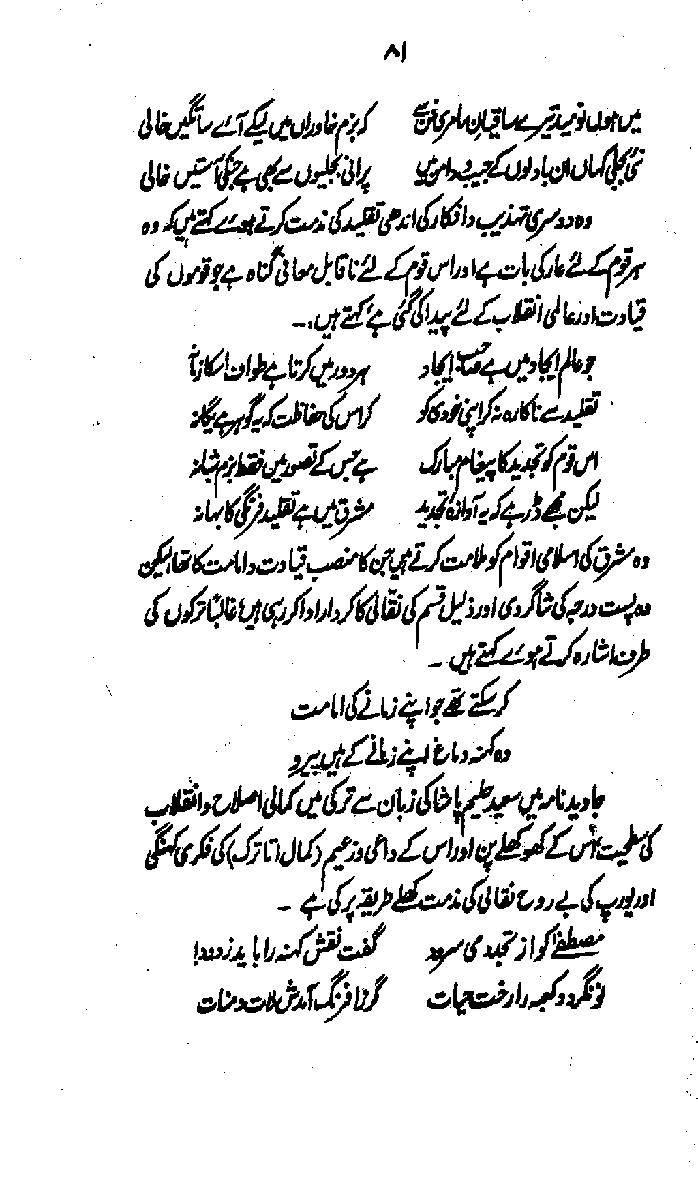 ۸۱
میں ہوں نومید تیرے ساقیان سامری فن سے کہ بزم خاوراں میں لیکے آئے ساتگیں خالی
نئی بجلی کہاں ان بادلوں کے جیب و دامن میں پرانی بجلیوں سے بھی ہے جنکی آستیں خالی
وہ دوسری تہذیب و افکار کی اندھی تقلید کی مذمت کرتے ہوئے کہتے ہیں کہ وہ
ہر قوم کے لئے عار کی بات ہے اور اس قوم کے لئے ناقابل معافی گناہ ہے جو قوموں کی
قیادت اور عالمی انقلاب کے لئے پیدا کی گئی ہے، کہتے ہیں:۔
جو عالم ایجاد میں ہے صاحب ایجاد ہر دور میں کرتا ہے طواف اسکا زمانہ
تقلید سے ناکارہ نہ کر اپنی خودی کو کر اس کی حفاظت کہ یہ گوہر ہے یگانہ
اس قوم کو تجدید کا پیغام مبارک ہے جس کے تصور میں فقط بزم شبانہ
لیکن مجھے ڈر ہے کہ یہ آوازۂ تجدید مشرق میں ہے تقلید فرنگی کا بہانہ
وہ مشرق کی اسلامی اقوام کو ملامت کرتے ہیں جن کا منصب قیادت و امامت کا تھا لیکن
وہ پست درجہ کی شاگردی اور ذلیل قسم کی نقالی کا کردار ادا کر رہی ہیں، غالباً ترکوں کی
طرف اشارہ کرتے ہوئے کہتے ہیں۔
کر سکتے تھے جو اپنے زمانے کی امامت
وہ کہنہ دماغ اپنے زمانے کے ہیں پیرو
جاوید نامہ میں سعید حلیم پاشا کی زبان سے ترکی میں کمالی اصلاح و انقلاب
کی سطحیت، اس کے کھوکھلے پن اور اس کے داعی و زعیم (کمال اتاترک) کی فکری کہنگی
اور یورپ کی بے روح نقالی کی مذمت کھلے طریقہ پر کی ہے۔
مصطفےٰ کو از تجدد می سرود گفت نقش کہنہ را باید زدود!
نو نگردد کعبہ را رخت حیات گر ز افرنگ آمدش لات و منات